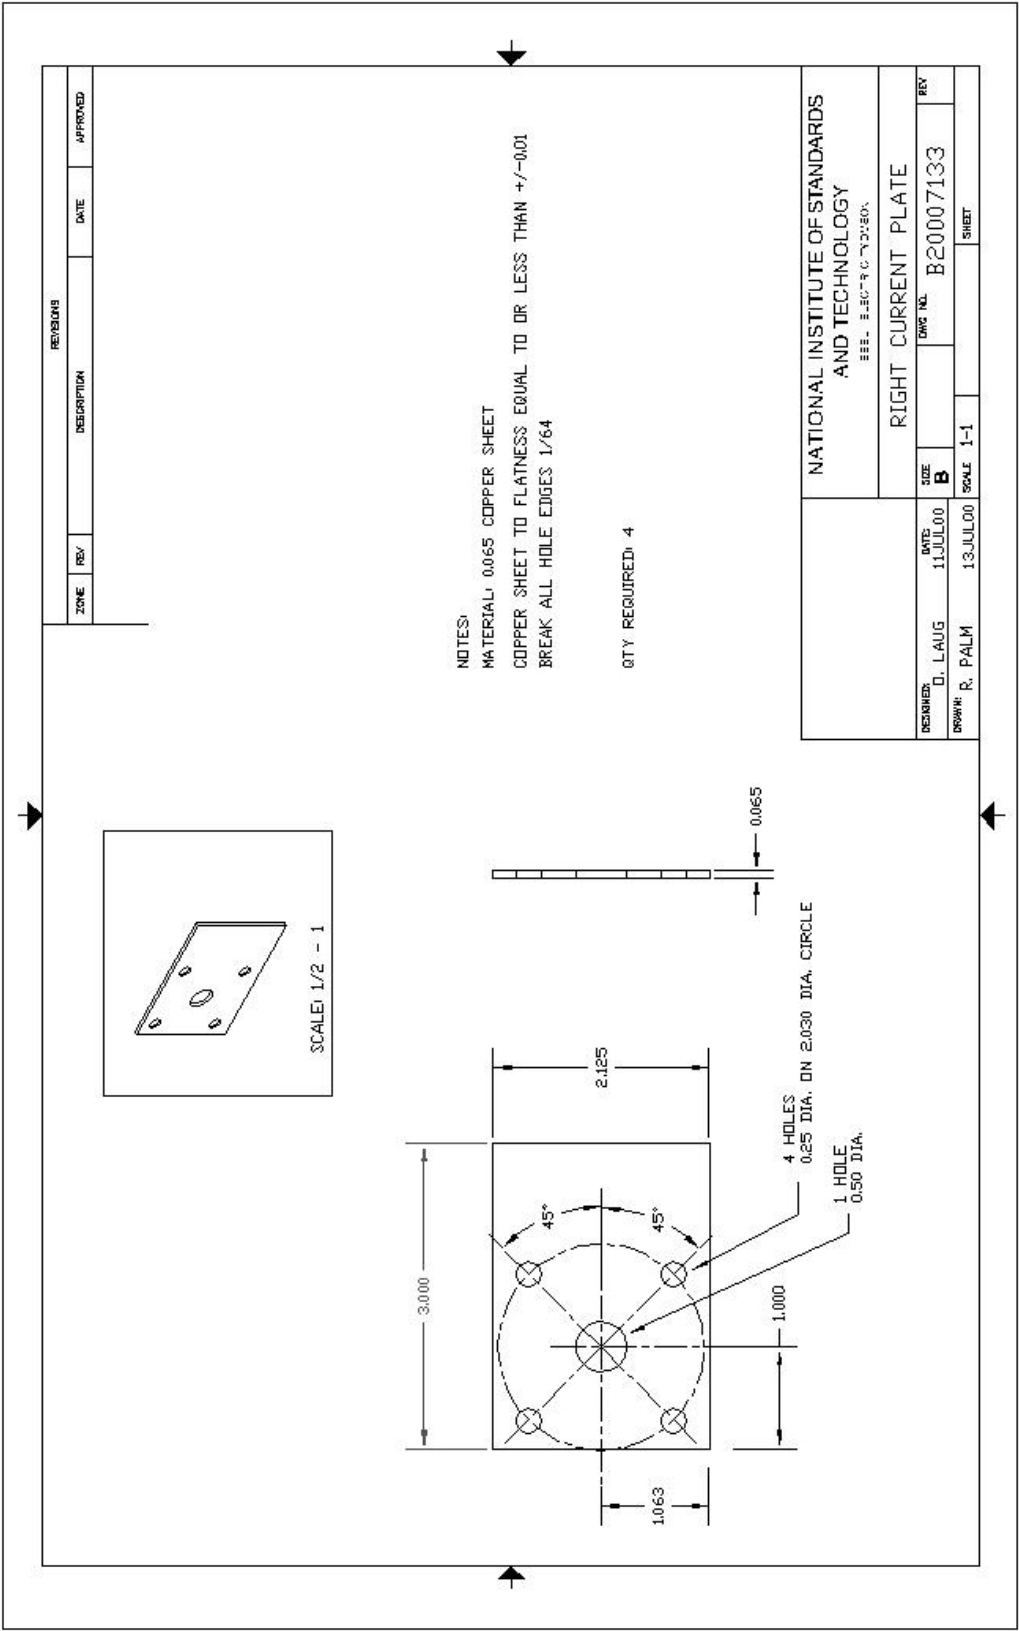 REVISIONS
ZONE REV DESCRIPTION DATE APPROVED
SCALE: 1/2 - 1
NOTES:
MATERIAL: 0.065 COPPER SHEET
COPPER SHEET TO FLATNESS EQUAL TO OR LESS THAN +/-0.01
BREAK ALL HOLE EDGES 1/64
QTY REQUIRED: 4
3.000
45°
45°
2.125
0.065
1.063
1.000
4 HOLES
0.25 DIA. ON 2.030 DIA. CIRCLE
1 HOLE
0.50 DIA.
NATIONAL INSTITUTE OF STANDARDS
AND TECHNOLOGY
RIGHT CURRENT PLATE
DESIGNED: O. LAUG DATE: 11JUL00
DRAWN: R. PALM 13JUL00
SIZE B
DWG NO. B20007133
REV
SCALE 1-1
SHEET